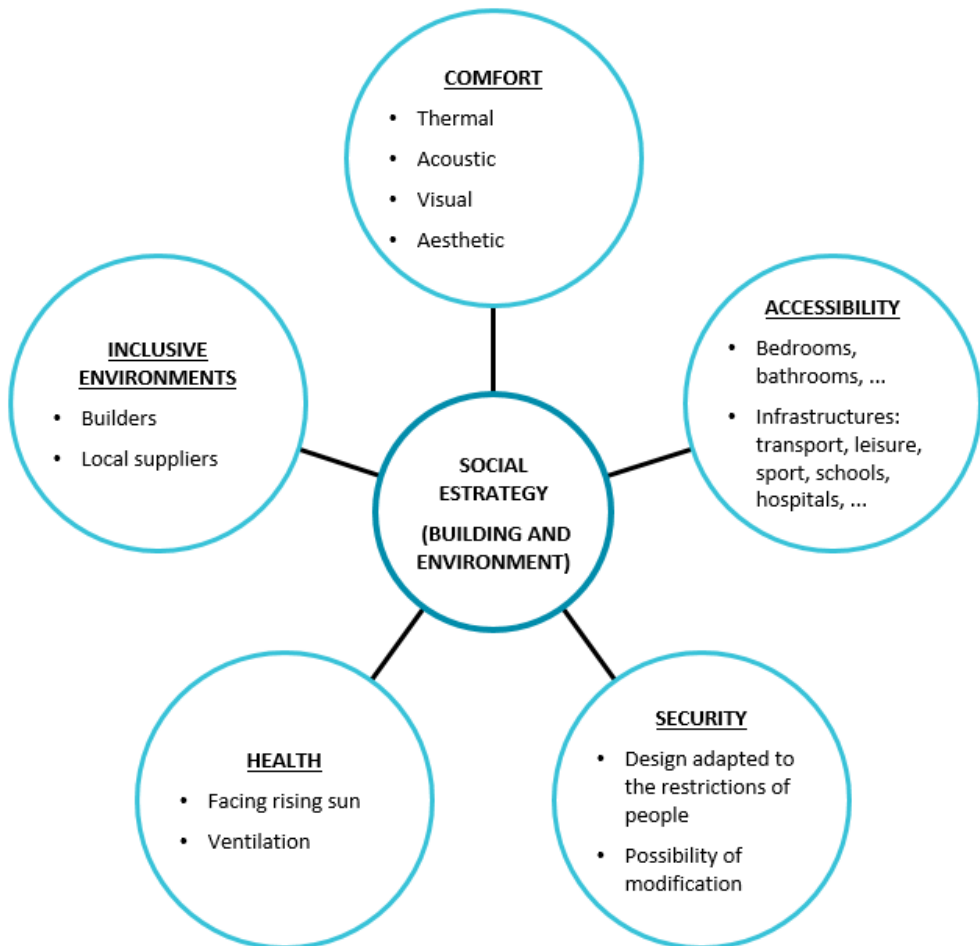 COMFORT
• Thermal
• Acoustic
• Visual
• Aesthetic
INCLUSIVE
ENVIRONMENTS
• Builders
• Local suppliers
ACCESSIBILITY
• Bedrooms,
bathrooms, ...
• Infrastructures:
transport, leisure,
sport, schools,
hospitals, ...
SOCIAL
ESTRATEGY
(BUILDING AND
ENVIRONMENT)
HEALTH
• Facing rising sun
• Ventilation
SECURITY
• Design adapted to
the restrictions of
people
• Possibility of
modification